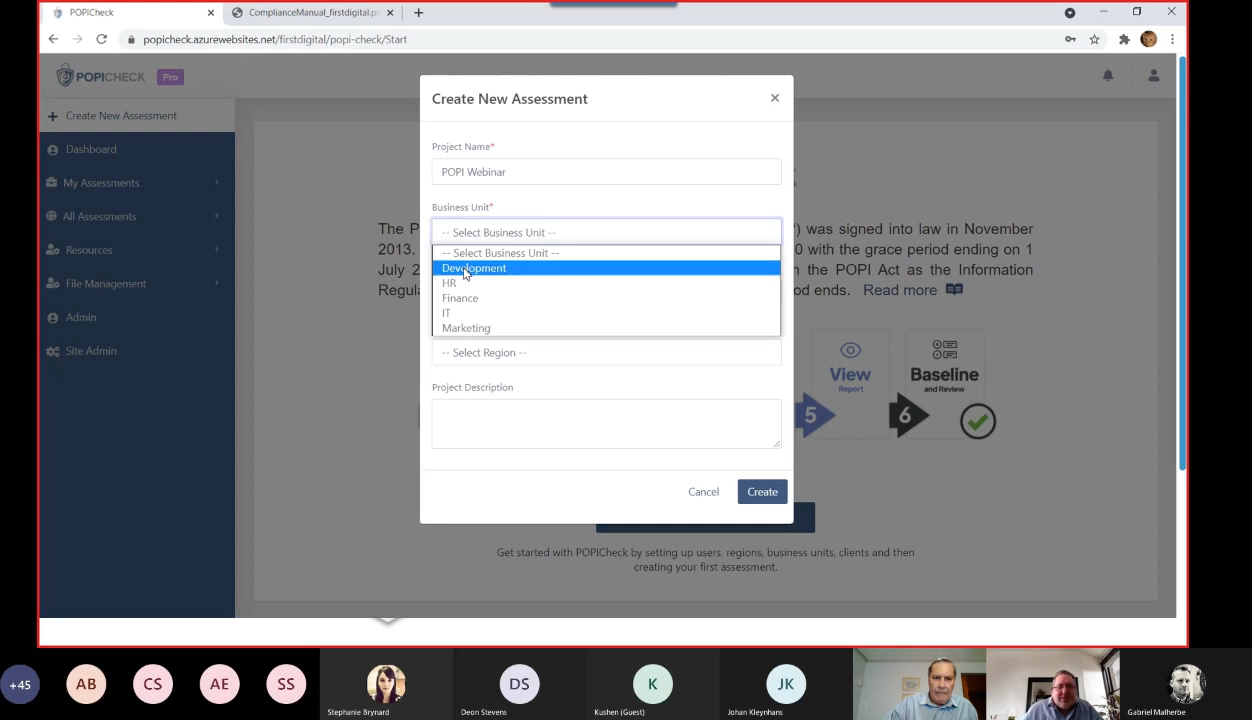 POPICheck
ComplianceManual_firstdigital.p
popicheck.azurewebsites.net/firstdigital/popi-check/Start
POPICHECK Pro
Create New Assessment
Dashboard
My Assessments
All Assessments
Resources
File Management
Admin
Site Admin
Create New Assessment
Project Name*
POPI Webinar
Business Unit*
-- Select Business Unit --
-- Select Business Unit --
Development
HR
Finance
IT
Marketing
-- Select Region --
Project Description
Cancel
Create
The P
) was signed into law in November
2013.
0 with the grace period ending on 1
July 2
n the POPI Act as the Information
Regul
od ends. Read more
5
View
Report
6
Baseline
and Review
Get started with POPICheck by setting up users, regions, business units, clients and then
creating your first assessment.
+45
AB
CS
AE
SS
Stephanie Brynard
DS
Deon Stevens
K
Kushen (Guest)
JK
Johan Kleynhans
Gabriel Malherbe